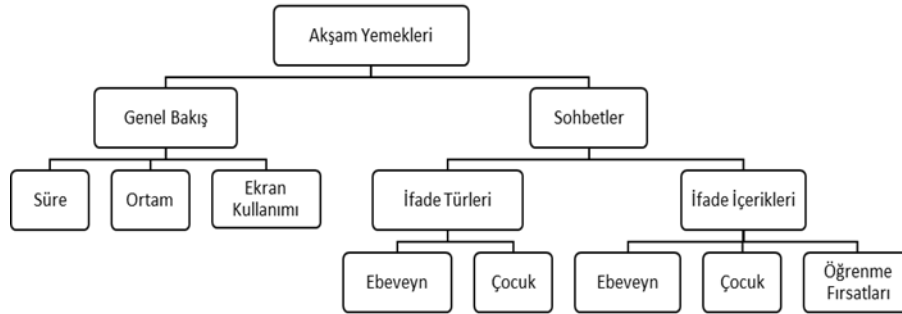 Akşam Yemekleri
Genel Bakış
Sohbetler
Süre
Ortam
Ekran
Kullanımı
İfade Türleri
İfade İçerikleri
Ebeveyn
Çocuk
Ebeveyn
Çocuk
Öğrenme
Fırsatları